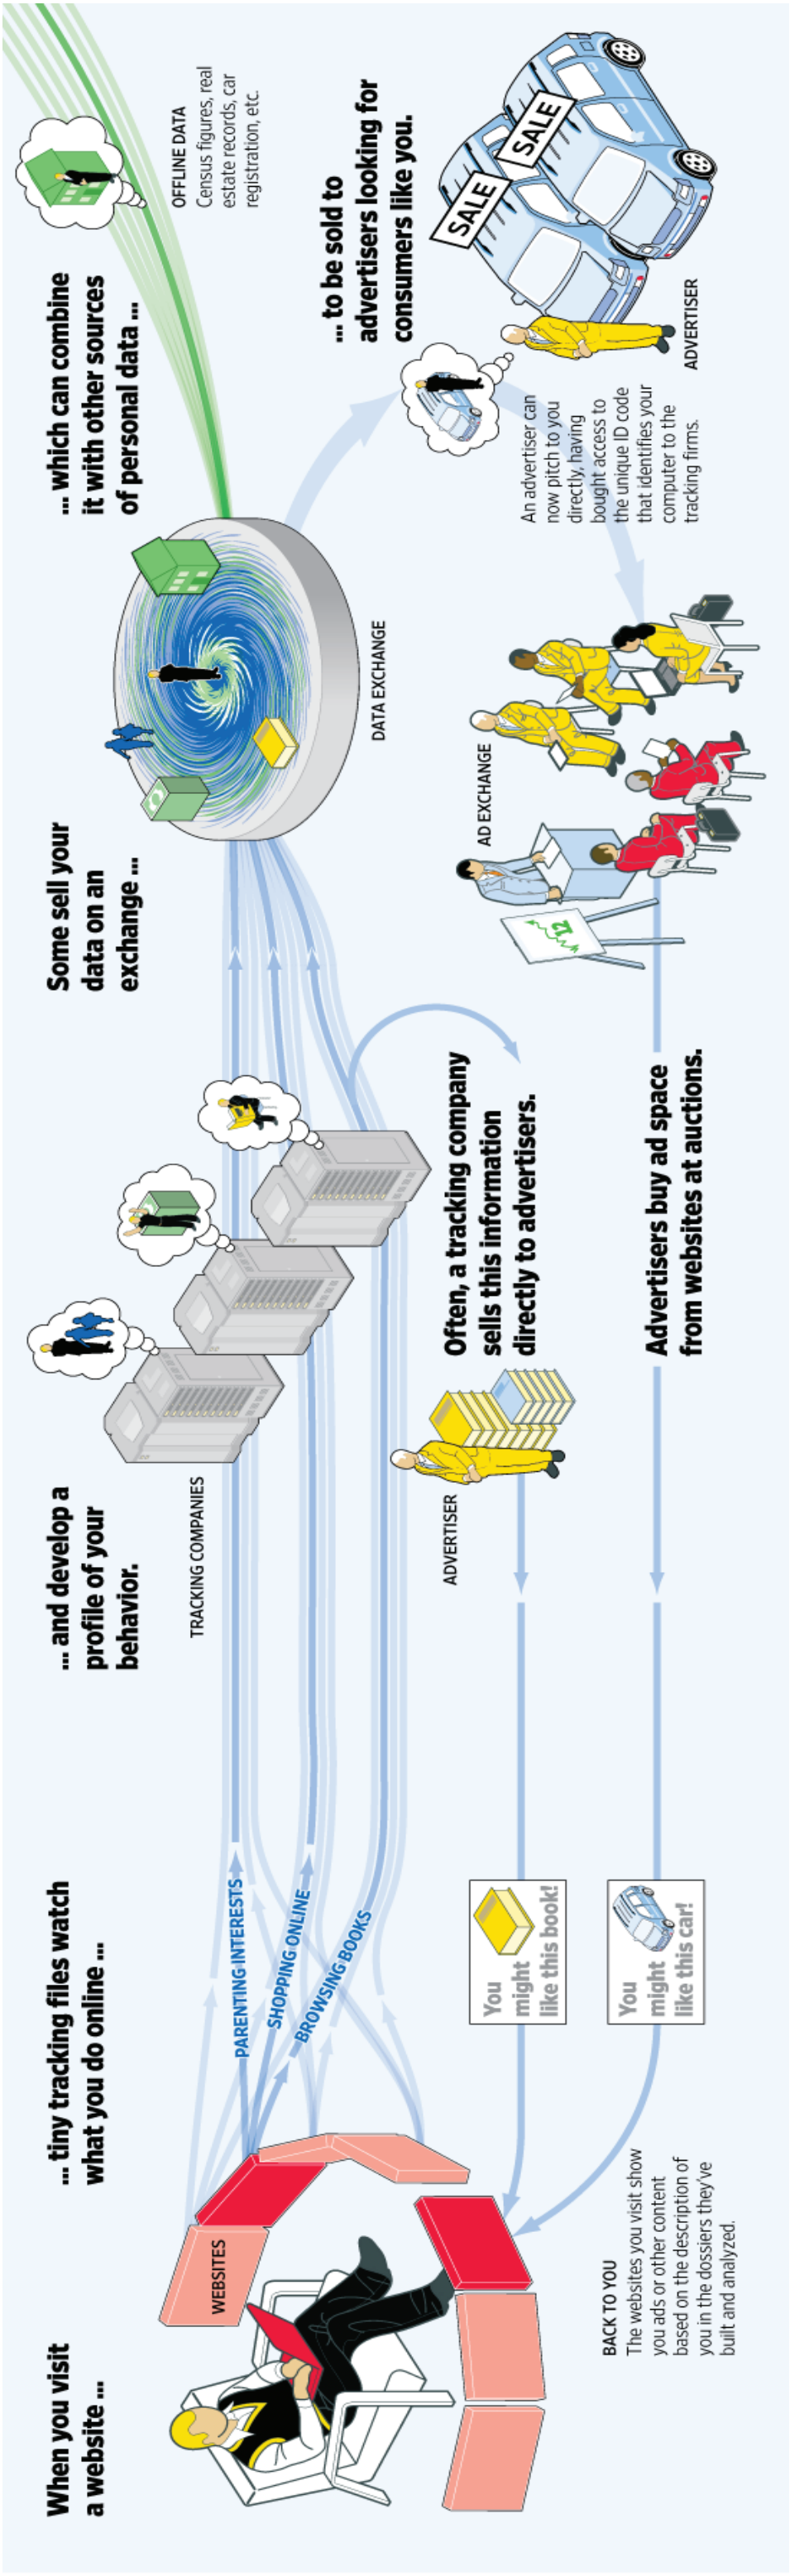 When you visit
a website ...
... tiny tracking files watch
what you do online ...
... and develop a
profile of your
behavior.
Some sell your
data on an
exchange ...
... which can combine
it with other sources
of personal data ...
OFFLINE DATA
Census figures, real
estate records, car
registration, etc.
... to be sold to
advertisers looking for
consumers like you.
WEBSITES
PARENTING INTERESTS
SHOPPING ONLINE
BROWSING BOOKS
TRACKING COMPANIES
DATA EXCHANGE
SALE
SALE
ADVERTISER
An advertiser can
now pitch to you
directly, having
bought access to
the unique ID code
that identifies your
computer to the
tracking firms.
AD EXCHANGE
Often, a tracking company
sells this information
directly to advertisers.
ADVERTISER
Advertisers buy ad space
from websites at auctions.
You
might
like this book!
You
might
like this car!
BACK TO YOU
The websites you visit show
you ads or other content
based on the description of
you in the dossiers they've
built and analyzed.